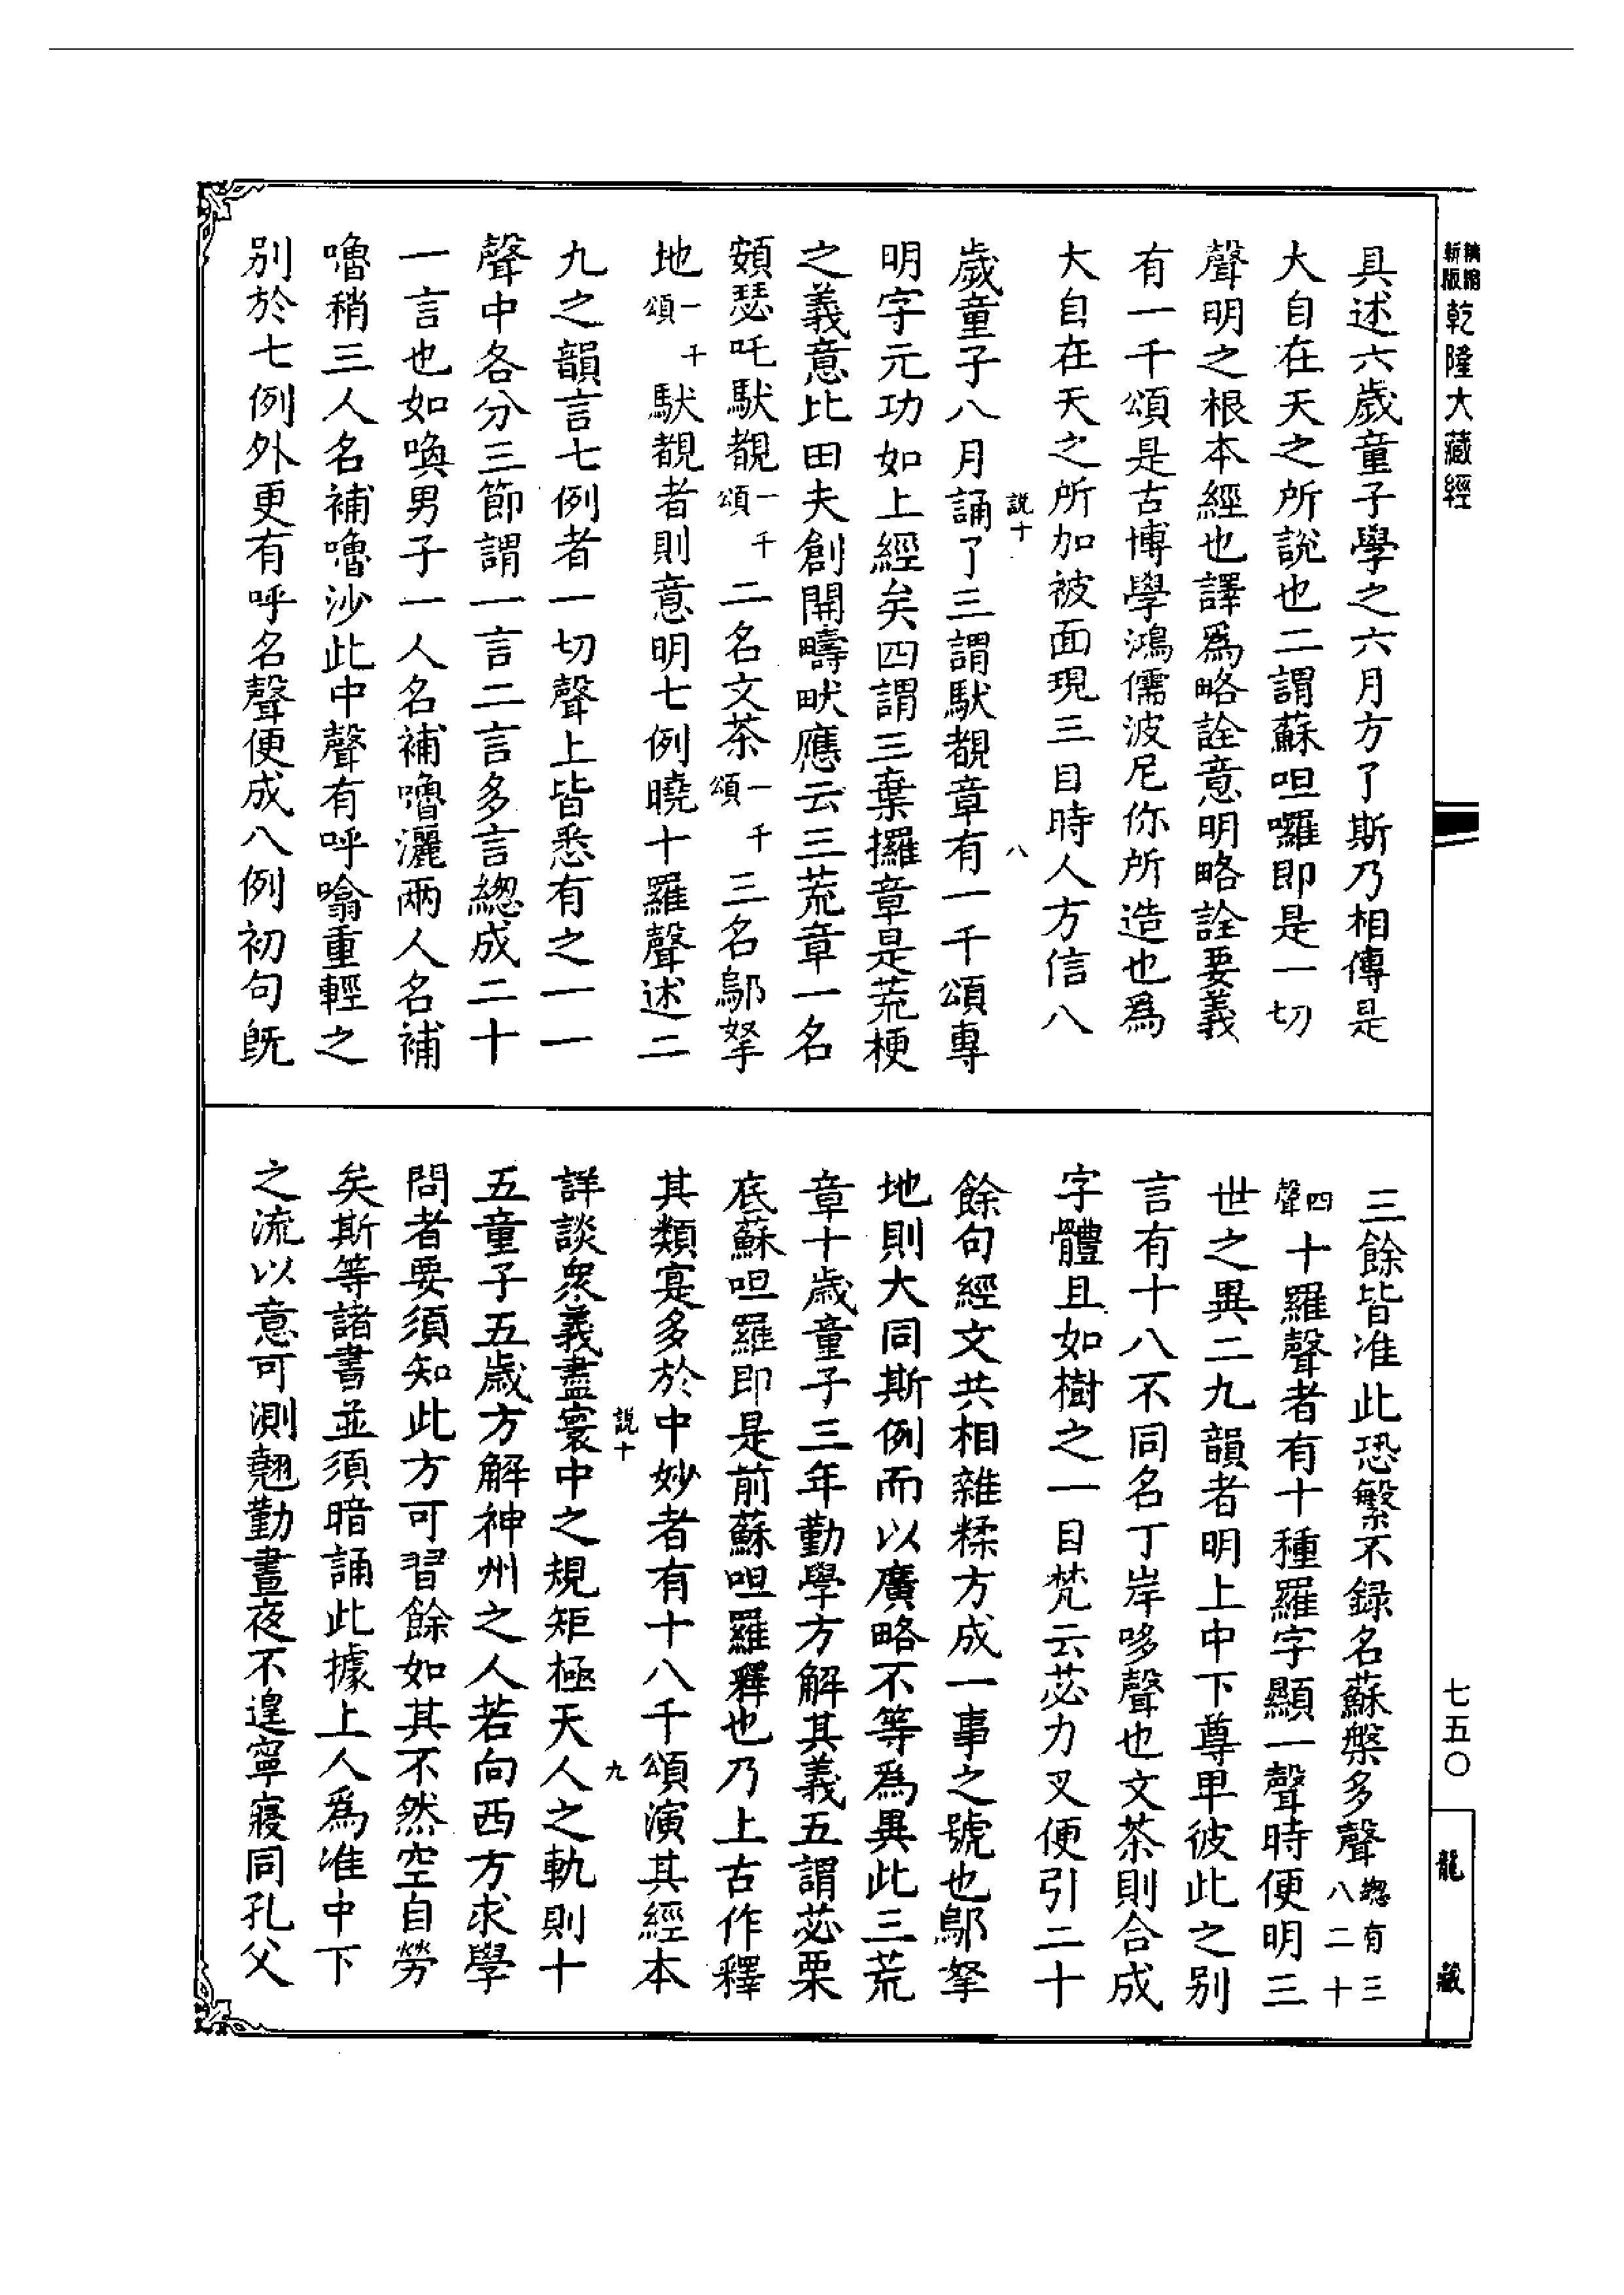 精縮
新版
乾隆大藏經
具述六歲童子學之六月方了斯乃相傳是
大自在天之所說也二謂蘇呾囉即是一切
聲明之根本經也譯爲略詮意明略詮要義
有一千頌是古博學鴻儒波尼你所造也爲
大自在天之所加被面現三目時人方信八
說十 八
歲童子八月誦了三謂馱覩章有一千頌專
明字元功如上經矣四謂三棄攞章是荒梗
之義意比田夫創開疇畎應云三荒章一名
頞瑟吒馱覩一千頌二名文荼一千頌三名鄔拏
地一千頌馱覩者則意明七例曉十羅聲述二
九之韻言七例者一切聲上皆悉有之一一
聲中各分三節謂一言二言多言緫成二十
一言也如喚男子一人名補嚕灑兩人名補
嚕稍三人名補嚕沙此中聲有呼噏重輕之
別於七例外更有呼名聲便成八例初句既
三餘皆准此恐繁不録名蘇槃多聲緫有三八二十
四聲十羅聲者有十種羅字顯一聲時便明三
世之異二九韻者明上中下尊卑彼此之別
言有十八不同名丁岸哆聲也文荼則合成
字體且如樹之一目梵云苾力叉便引二十
餘句經文共相雜糅方成一事之號也鄔拏
地則大同斯例而以廣略不等爲異此三荒
章十歲童子三年勤學方解其義五謂苾栗
底蘇呾羅即是前蘇呾羅釋也乃上古作釋
其類寔多於中妙者有十八千頌演其經本
說十 九
詳談衆義盡寰中之規矩極天人之軌則十
五童子五歲方解神州之人若向西方求學
問者要須知此方可習餘如其不然空自勞
矣斯等諸書並須暗誦此據上人爲准中下
之流以意可測翹勤晝夜不遑寧寢同孔父
七五〇
龍藏